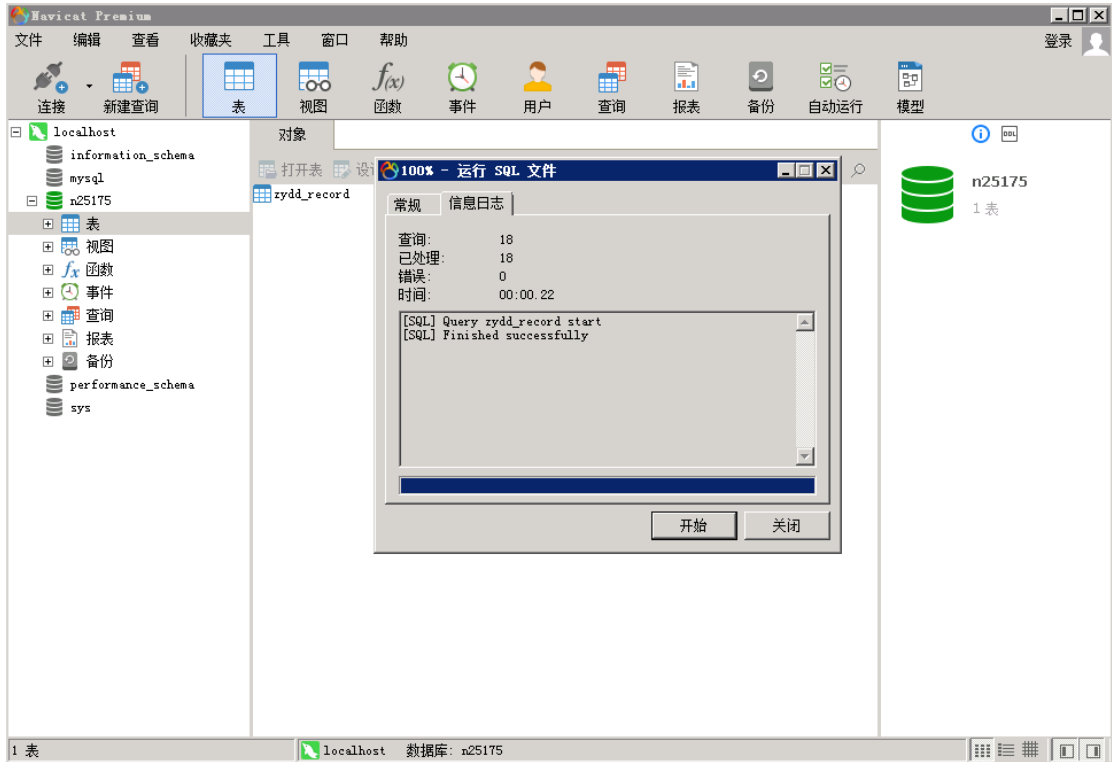 Navicat Premium
文件 编辑 查看 收藏夹 工具 窗口 帮助 登录
连接 新建查询 表 视图 函数 事件 用户 查询 报表 备份 自动运行 模型
localhost
information_schema
mysql
n25175
表
视图
函数
事件
查询
报表
备份
performance_schema
sys
对象
打开表
zydd_record
100% - 运行 SQL 文件
常规 信息日志
查询: 18
已处理: 18
错误: 0
时间: 00:00.22
[SQL] Query zydd_record start
[SQL] Finished successfully
开始 关闭
DDL
n25175
1 表
1 表 localhost 数据库: n25175